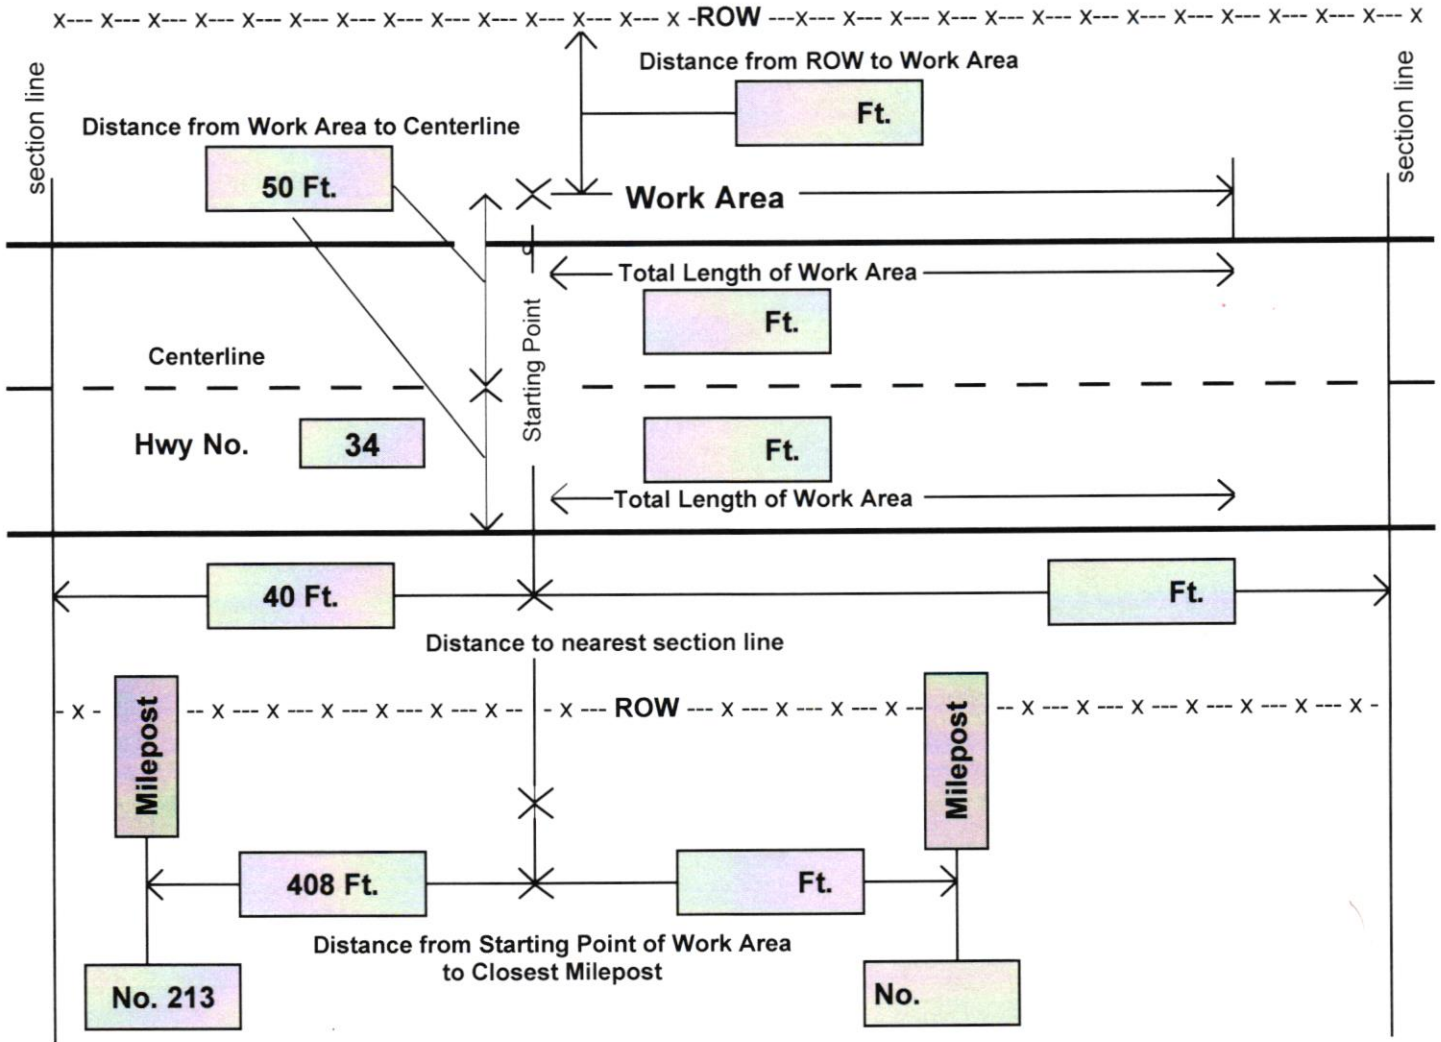 x--- x--- x--- x--- x--- x--- x--- x--- x--- x--- x--- x--- x--- x -ROW ---x--- x--- x--- x--- x--- x--- x--- x--- x--- x--- x--- x--- x--- x
Distance from ROW to Work Area
Ft.
section line
section line
Distance from Work Area to Centerline
50 Ft.
Work Area
Total Length of Work Area
Ft.
Starting Point
Centerline
Hwy No.
34
Ft.
Total Length of Work Area
40 Ft.
Ft.
Distance to nearest section line
- x - -- x --- x --- x --- x --- x --- x -- - x --- ROW --- x --- x --- x --- x -- -- x --- x --- x --- x --- x --- x --- x -
Milepost
Milepost
408 Ft.
Ft.
Distance from Starting Point of Work Area
to Closest Milepost
No. 213
No.